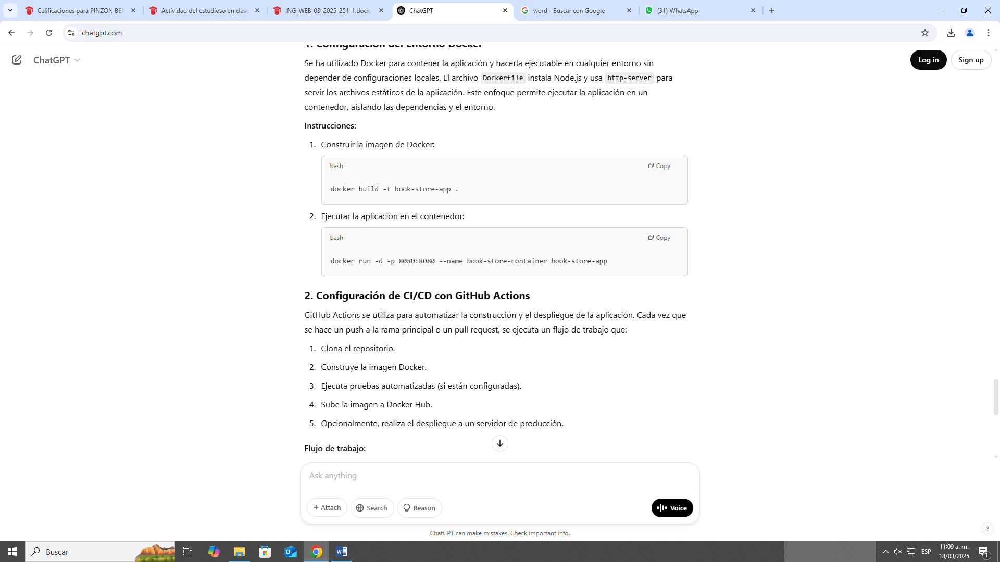 Calificaciones para PINZON BEN
Actividad del estudioso en clase
ING_WEB_03_2025-251-1.docx
ChatGPT
word - Buscar con Google
(31) WhatsApp
chatgpt.com
ChatGPT
Log in
Sign up
1. Configuración del Entorno Docker
Se ha utilizado Docker para contener la aplicación y hacerla ejecutable en cualquier entorno sin
depender de configuraciones locales. El archivo Dockerfile instala Node.js y usa http-server para
servir los archivos estáticos de la aplicación. Este enfoque permite ejecutar la aplicación en un
contenedor, aislando las dependencias y el entorno.
Instrucciones:
1. Construir la imagen de Docker:
bash
Copy
docker build -t book-store-app .
2. Ejecutar la aplicación en el contenedor:
bash
Copy
docker run -d -p 8080:8080 --name book-store-container book-store-app
2. Configuración de CI/CD con GitHub Actions
GitHub Actions se utiliza para automatizar la construcción y el despliegue de la aplicación. Cada vez que
se hace un push a la rama principal o un pull request, se ejecuta un flujo de trabajo que:
1. Clona el repositorio.
2. Construye la imagen Docker.
3. Ejecuta pruebas automatizadas (si están configuradas).
4. Sube la imagen a Docker Hub.
5. Opcionalmente, realiza el despliegue a un servidor de producción.
Flujo de trabajo:
Ask anything
Attach
Search
Reason
Voice
ChatGPT can make mistakes. Check important info.
?
Buscar
ESP
11:09 a. m.
18/03/2025
1